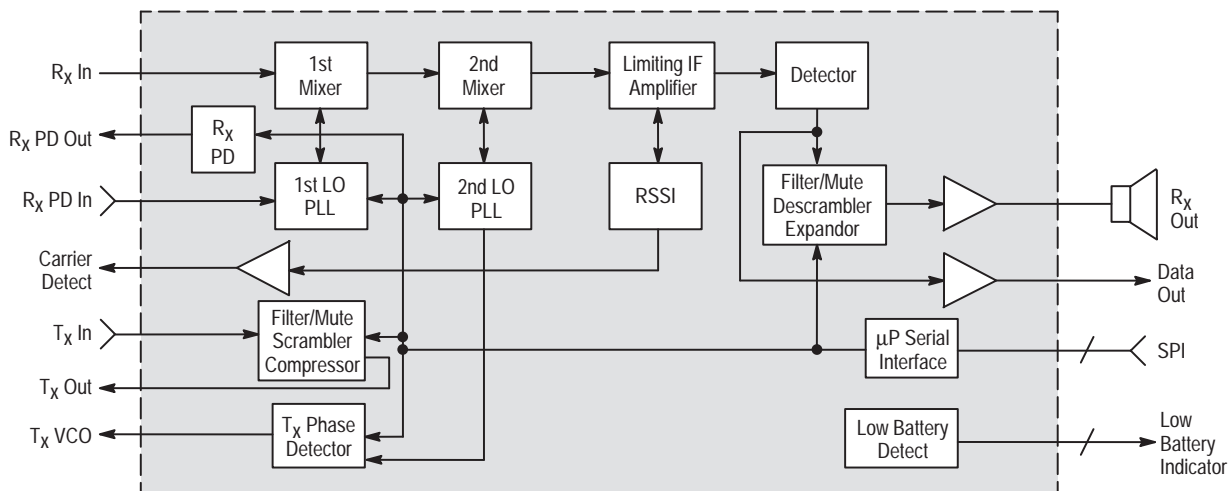 Rx In
1st
Mixer
2nd
Mixer
Limiting IF
Amplifier
Detector
Rx PD Out
Rx
PD
Rx PD In
1st LO
PLL
2nd LO
PLL
RSSI
Filter/Mute
Descrambler
Expandor
Rx
Out
Carrier
Detect
Data
Out
Tx In
Filter/Mute
Scrambler
Compressor
µP Serial
Interface
SPI
Tx Out
Tx VCO
Tx Phase
Detector
Low Battery
Detect
Low
Battery
Indicator